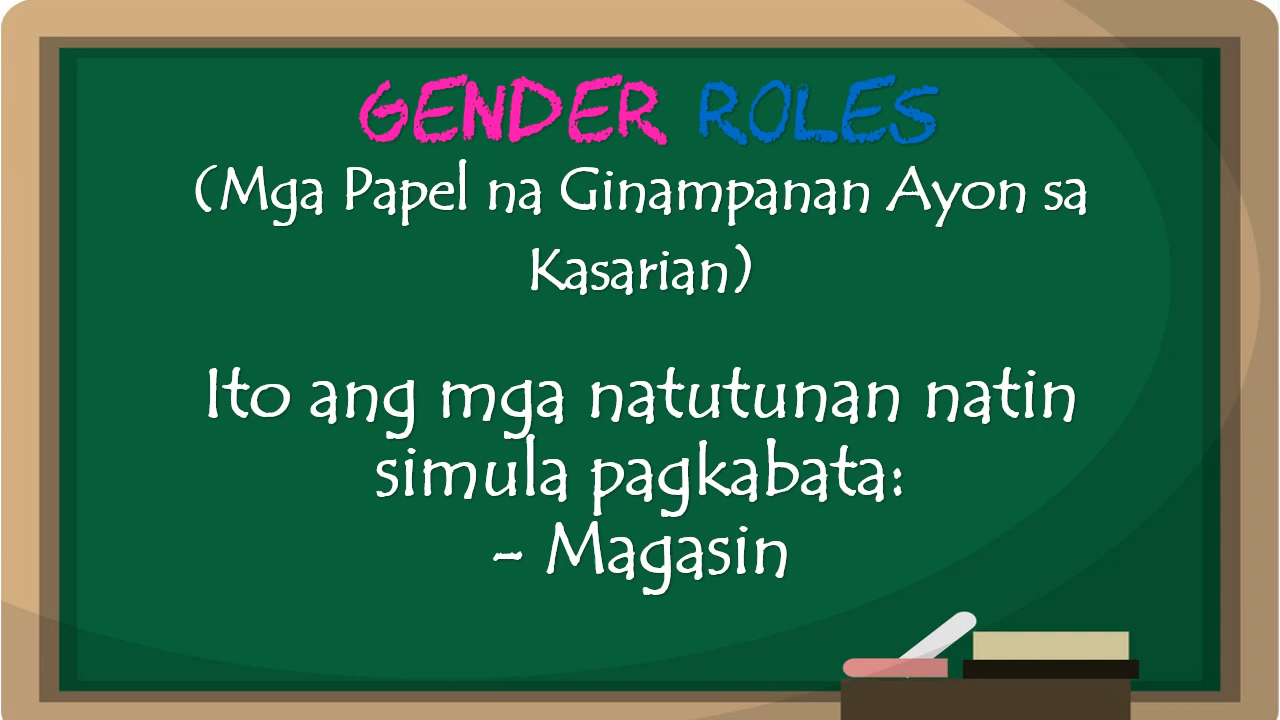 GENDER ROLES
(Mga Papel na Ginampanan Ayon sa
Kasarian)
Ito ang mga natutunan natin
simula pagkabata:
- Magasin